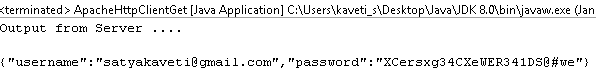 <terminated> ApacheHttpClientGet [Java Application] C:\Users\kaveti_s\Desktop\Java\JDK 8.0\bin\javaw.exe (Jan
Output from Server ....
{"username":"satyakaveti@gmail.com","password":"XCersxg34CXeWER341DS@#we"}